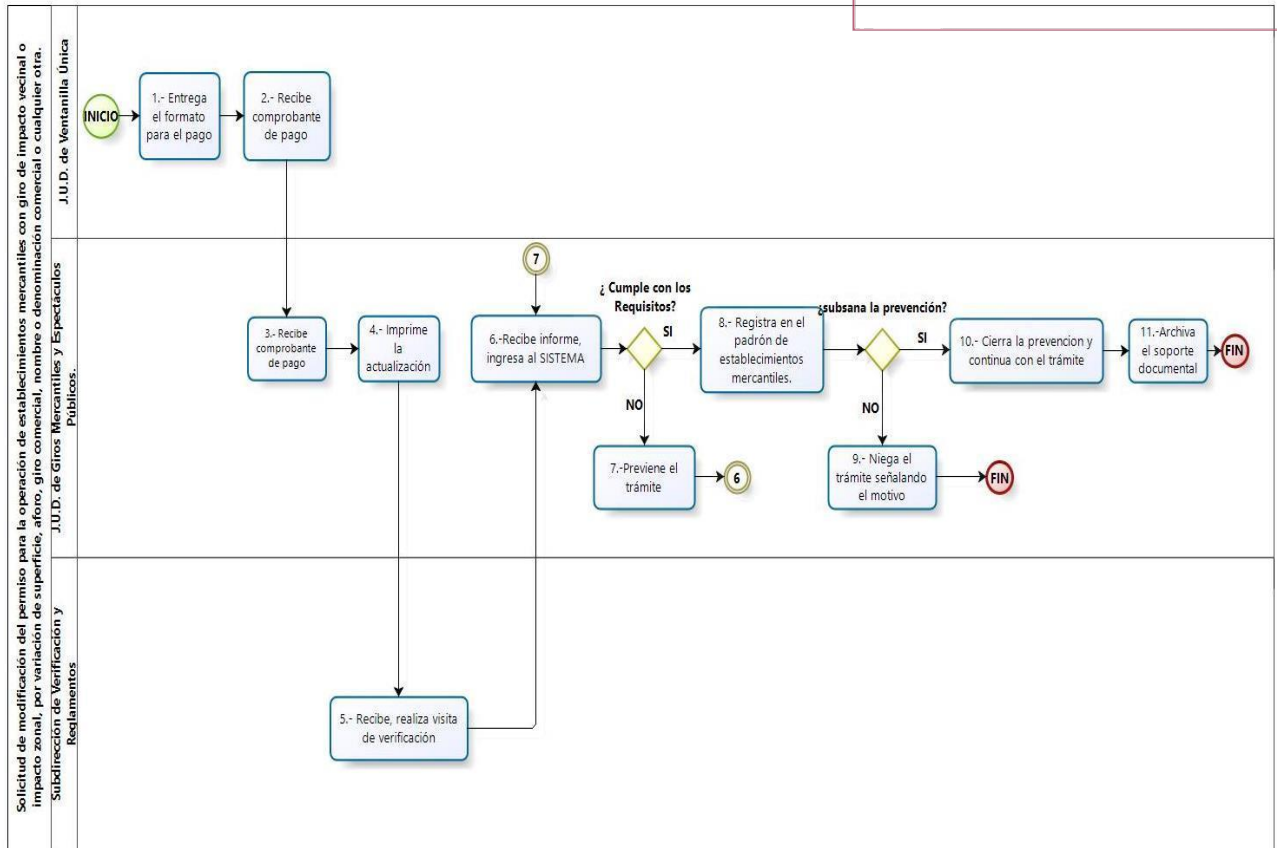 Solicitud de modificación del permiso para la operación de establecimientos mercantiles con giro de impacto vecinal o
impacto zonal, por variación de superficie, aforo, giro comercial, nombre o denominación comercial o cualquier otra.
J.U.D. de Ventanilla Única
INICIO
1.- Entrega
el formato
para el pago
2.- Recibe
comprobante
de pago
J.U.D. de Giros Mercantiles y Espectáculos
Públicos.
3.- Recibe
comprobante
de pago
4.- Imprime
la
actualización
7
6.-Recibe informe,
ingresa al SISTEMA
¿ Cumple con los
Requisitos?
SI
NO
7.-Previene el
trámite
6
8.- Registra en el
padrón de
establecimientos
mercantiles.
¿subsana la prevención?
SI
NO
9.- Niega el
trámite señalando
el motivo
FIN
10.- Cierra la prevencion y
continua con el trámite
11.-Archiva
el soporte
documental
FIN
Subdirección de Verificación y
Reglamentos
5.- Recibe, realiza visita
de verificación